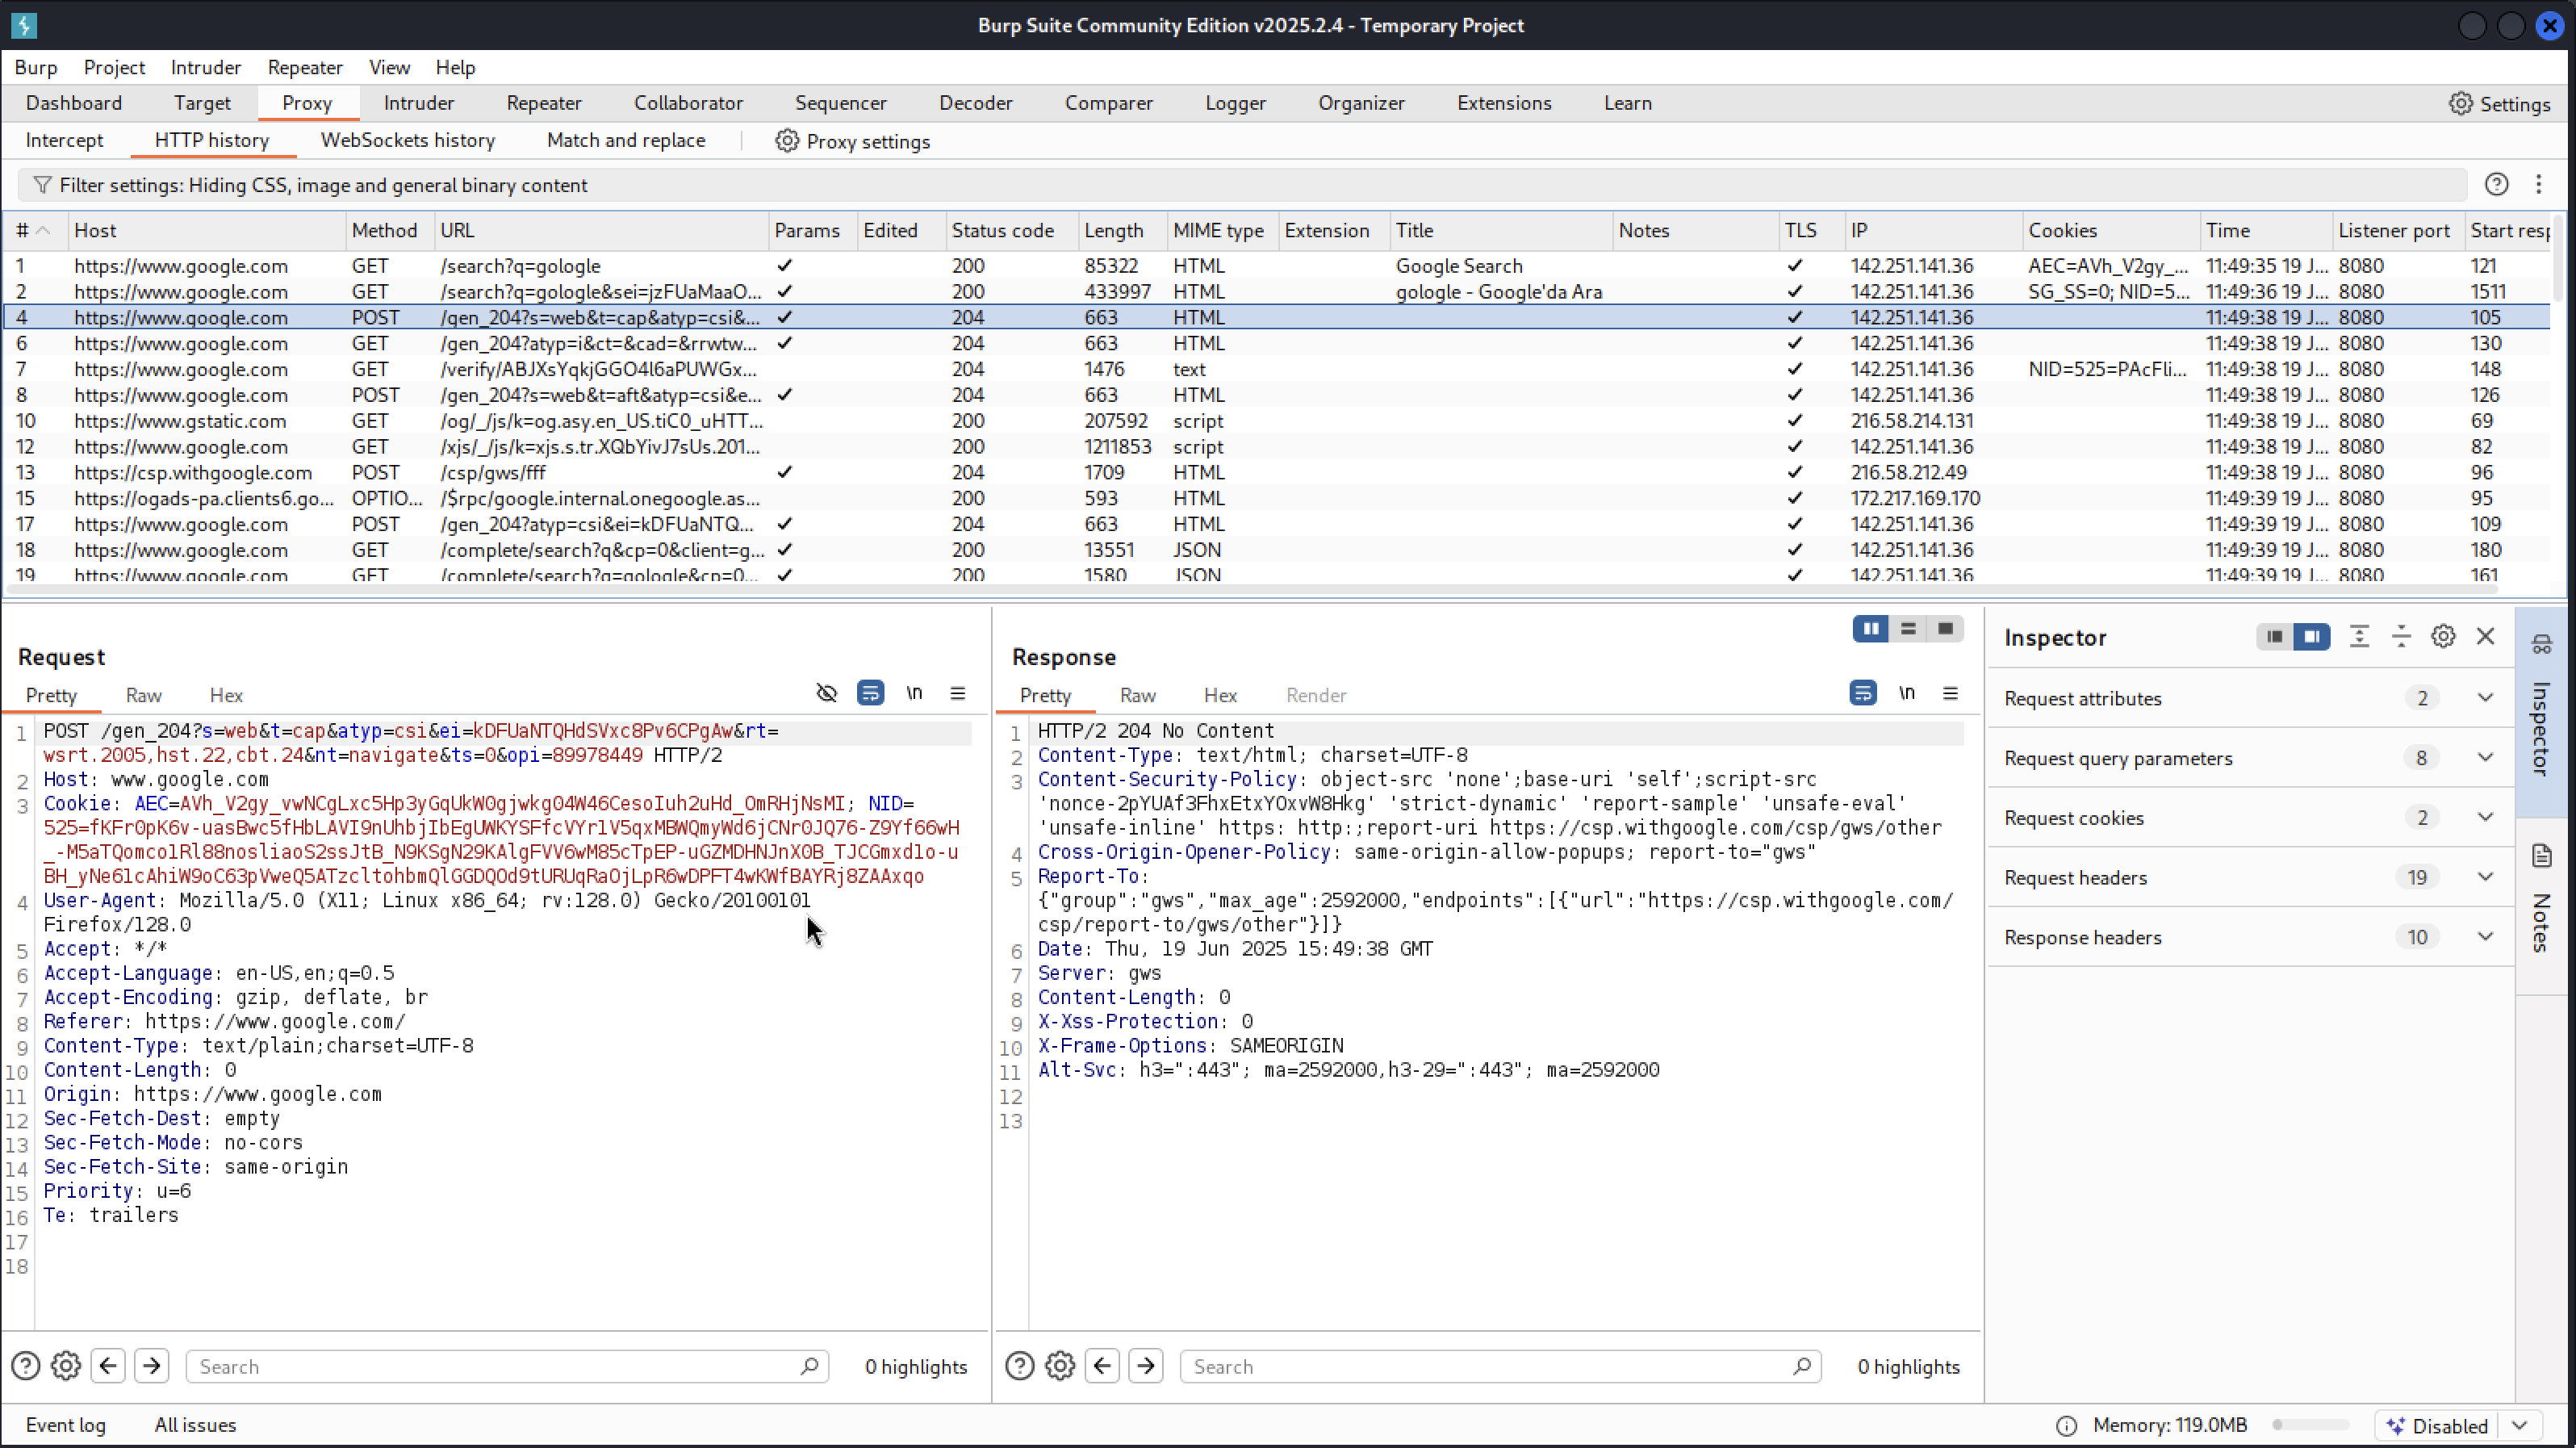 Burp Suite Community Edition v2025.2.4 - Temporary Project
Burp Project Intruder Repeater View Help
Dashboard Target Proxy Intruder Repeater Collaborator Sequencer Decoder Comparer Logger Organizer Extensions Learn Settings
Intercept HTTP history WebSockets history Match and replace Proxy settings
Filter settings: Hiding CSS, image and general binary content
# Host Method URL Params Edited Status code Length MIME type Extension Title Notes TLS IP Cookies Time Listener port Start resp
1 https://www.google.com GET /search?q=gologle ✓ 200 85322 HTML Google Search ✓ 142.251.141.36 AEC=AVh_V2gy_... 11:49:35 19 J... 8080 121
2 https://www.google.com GET /search?q=gologle&sei=jzFUaMaaO... ✓ 200 433997 HTML gologle - Google'da Ara ✓ 142.251.141.36 SG_SS=0; NID=5... 11:49:36 19 J... 8080 1511
4 https://www.google.com POST /gen_204?s=web&t=cap&atyp=csi&... ✓ 204 663 HTML ✓ 142.251.141.36 11:49:38 19 J... 8080 105
6 https://www.google.com GET /gen_204?atyp=i&ct=&cad=&rrwtw... ✓ 204 663 HTML ✓ 142.251.141.36 11:49:38 19 J... 8080 130
7 https://www.google.com GET /verify/ABJXsYqkjGGO4l6aPUWGx... 204 1476 text ✓ 142.251.141.36 NID=525=PAcFli... 11:49:38 19 J... 8080 148
8 https://www.google.com POST /gen_204?s=web&t=aft&atyp=csi&e... ✓ 204 663 HTML ✓ 142.251.141.36 11:49:38 19 J... 8080 126
10 https://www.gstatic.com GET /og/_/js/k=og.asy.en_US.tiC0_uHTT... 200 207592 script ✓ 216.58.214.131 11:49:38 19 J... 8080 69
12 https://www.google.com GET /xjs/_/js/k=xjs.s.tr.XQbYivJ7sUs.201... 200 1211853 script ✓ 142.251.141.36 11:49:38 19 J... 8080 82
13 https://csp.withgoogle.com POST /csp/gws/fff ✓ 204 1709 HTML ✓ 216.58.212.49 11:49:38 19 J... 8080 96
15 https://ogads-pa.clients6.go... OPTIO... /$rpc/google.internal.onegoogle.as... 200 593 HTML ✓ 172.217.169.170 11:49:39 19 J... 8080 95
17 https://www.google.com POST /gen_204?atyp=csi&ei=kDFUaNTQ... ✓ 204 663 HTML ✓ 142.251.141.36 11:49:39 19 J... 8080 109
18 https://www.google.com GET /complete/search?q&cp=0&client=g... ✓ 200 13551 JSON ✓ 142.251.141.36 11:49:39 19 J... 8080 180
19 https://www.google.com GET /complete/search?q=gologle&cp=0... ✓ 200 1580 JSON ✓ 142.251.141.36 11:49:39 19 J... 8080 161
Request
Pretty Raw Hex \n
1 POST /gen_204?s=web&t=cap&atyp=csi&ei=kDFUaNTQHdSVxc8Pv6CPgAw&rt=
wsrt.2005,hst.22,cbt.24&nt=navigate&ts=0&opi=89978449 HTTP/2
2 Host: www.google.com
3 Cookie: AEC=AVh_V2gy_vwNCgLxc5Hp3yGqUkW0gjwkg04W46CesoIuh2uHd_OmRHjNsMI; NID=
525=fKFr0pK6v-uasBwc5fHbLAVI9nUhbjIbEgUWKYSFfcVYrlV5qxMBWQmyWd6jCNr0JQ76-Z9Yf66wH
_-M5aTQomco1Rl88nosliaoS2ssJtB_N9KSgN29KAlgFVV6wM85cTpEP-uGZMDHNJnX0B_TJCGmxd1o-u
BH_yNe61cAhiW9oC63pVweQ5ATzcltohbmQlGGDQOd9tURUqRaOjLpR6wDPFT4wKWfBAYRj8ZAAxqo
4 User-Agent: Mozilla/5.0 (X11; Linux x86_64; rv:128.0) Gecko/20100101
Firefox/128.0
5 Accept: */*
6 Accept-Language: en-US,en;q=0.5
7 Accept-Encoding: gzip, deflate, br
8 Referer: https://www.google.com/
9 Content-Type: text/plain;charset=UTF-8
10 Content-Length: 0
11 Origin: https://www.google.com
12 Sec-Fetch-Dest: empty
13 Sec-Fetch-Mode: no-cors
14 Sec-Fetch-Site: same-origin
15 Priority: u=6
16 Te: trailers
17
18
Search 0 highlights
Response
Pretty Raw Hex Render \n
1 HTTP/2 204 No Content
2 Content-Type: text/html; charset=UTF-8
3 Content-Security-Policy: object-src 'none';base-uri 'self';script-src
'nonce-2pYUAf3FhxEtxYOxvW8Hkg' 'strict-dynamic' 'report-sample' 'unsafe-eval'
'unsafe-inline' https: http:;report-uri https://csp.withgoogle.com/csp/gws/other
4 Cross-Origin-Opener-Policy: same-origin-allow-popups; report-to="gws"
5 Report-To:
{"group":"gws","max_age":2592000,"endpoints":[{"url":"https://csp.withgoogle.com/
csp/report-to/gws/other"}]}
6 Date: Thu, 19 Jun 2025 15:49:38 GMT
7 Server: gws
8 Content-Length: 0
9 X-Xss-Protection: 0
10 X-Frame-Options: SAMEORIGIN
11 Alt-Svc: h3=":443"; ma=2592000,h3-29=":443"; ma=2592000
12
13
Search 0 highlights
Inspector
Request attributes 2
Request query parameters 8
Request cookies 2
Request headers 19
Response headers 10
Inspector
Notes
Event log All issues Memory: 119.0MB Disabled